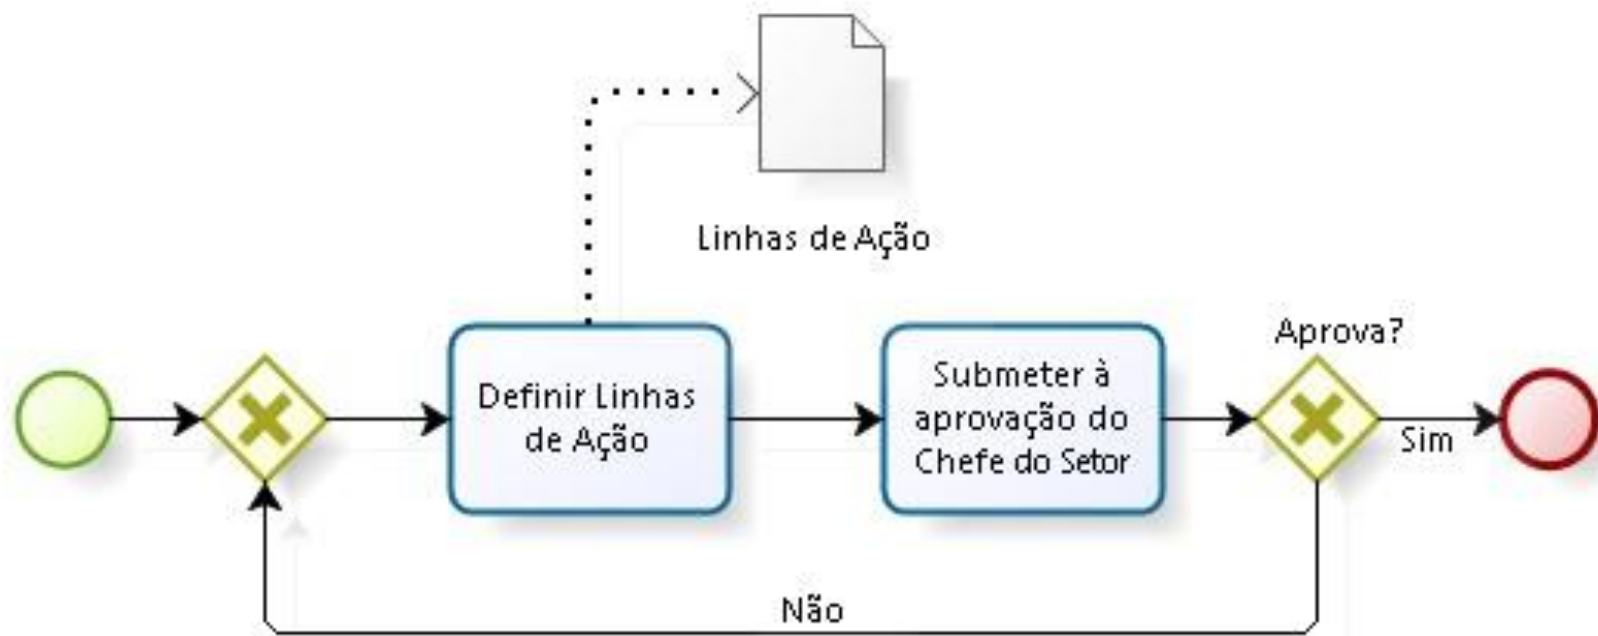 Linhas de Ação
Definir Linhas
de Ação
Submeter à
aprovação do
Chefe do Setor
Aprova?
Sim
Não